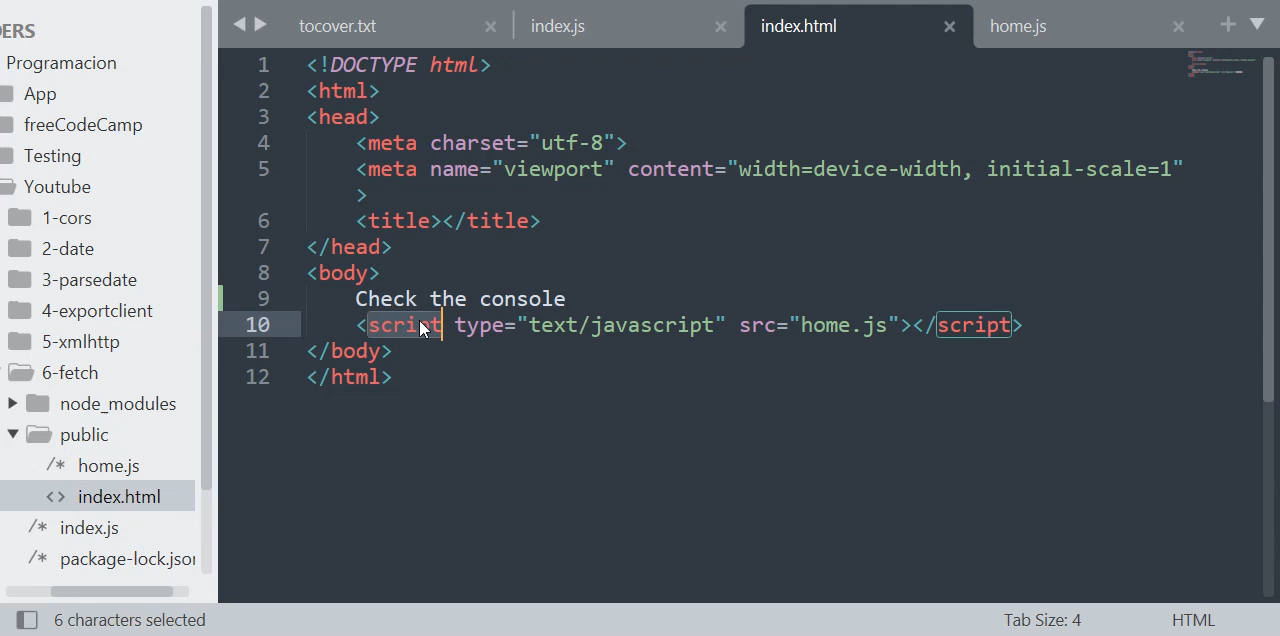 ERS
Programacion
App
freeCodeCamp
Testing
Youtube
1-cors
2-date
3-parsedate
4-exportclient
5-xmlhttp
6-fetch
node_modules
public
/* home.js
<> index.html
/* index.js
/* package-lock.json
tocover.txt
index.js
index.html
home.js
1 <!DOCTYPE html>
2 <html>
3 <head>
4 <meta charset="utf-8">
5 <meta name="viewport" content="width=device-width, initial-scale=1"
>
6 <title></title>
7 </head>
8 <body>
9 Check the console
10 <script type="text/javascript" src="home.js"></script>
11 </body>
12 </html>
6 characters selected
Tab Size: 4
HTML